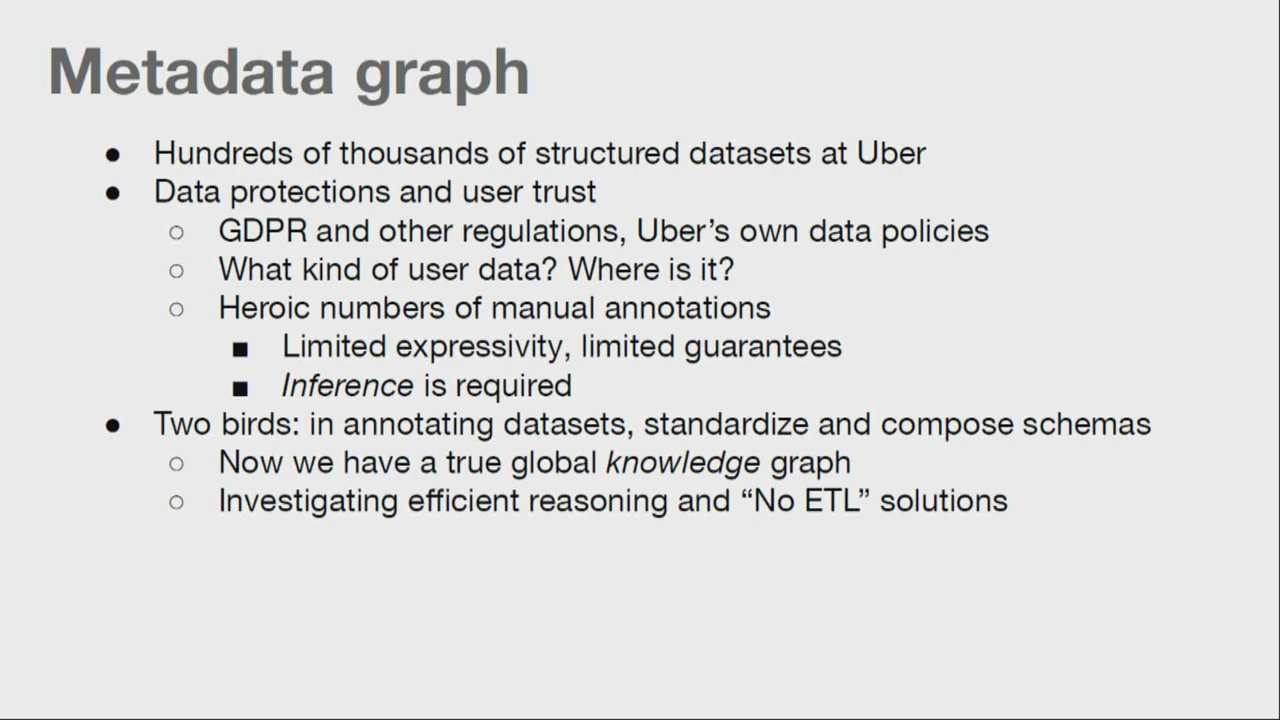 Metadata graph
● Hundreds of thousands of structured datasets at Uber
● Data protections and user trust
○ GDPR and other regulations, Uber’s own data policies
○ What kind of user data? Where is it?
○ Heroic numbers of manual annotations
■ Limited expressivity, limited guarantees
■ Inference is required
● Two birds: in annotating datasets, standardize and compose schemas
○ Now we have a true global knowledge graph
○ Investigating efficient reasoning and “No ETL” solutions